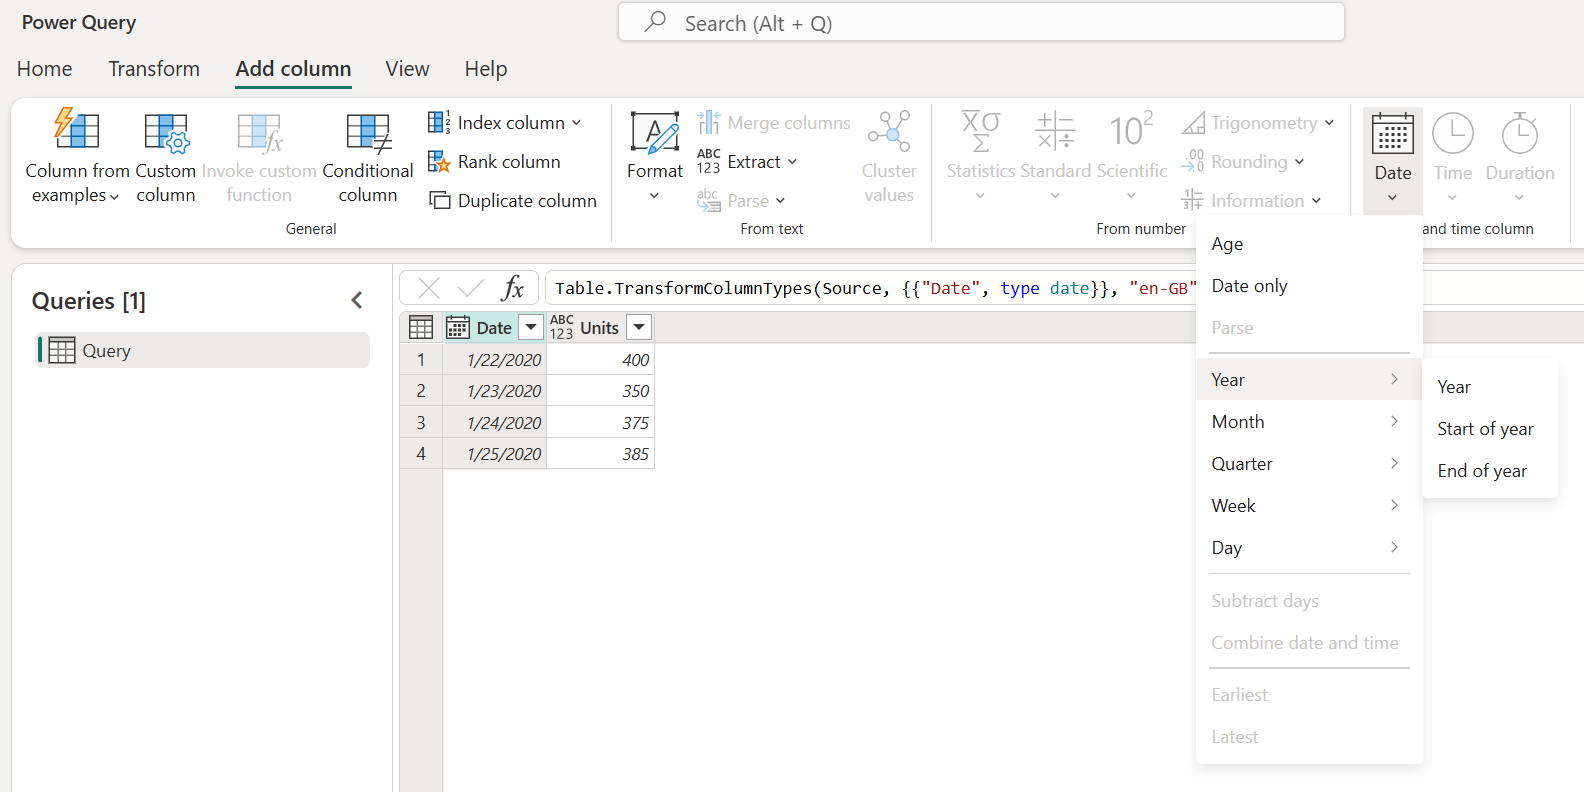 Power Query
Search (Alt + Q)
Home Transform Add column View Help
Column from examples
Custom column
Invoke custom function
Conditional column
Index column
Rank column
Duplicate column
General
Format
Merge columns
ABC 123 Extract
abc Parse
From text
Cluster values
Statistics
Standard
10² Scientific
Trigonometry
.00 Rounding
Information
From number
Date
Time
Duration
and time column
Queries [1]
Query
fx Table.TransformColumnTypes(Source, {{"Date", type date}}, "en-GB"
Date ABC 123 Units
1 1/22/2020 400
2 1/23/2020 350
3 1/24/2020 375
4 1/25/2020 385
Age
Date only
Parse
Year
Month
Quarter
Week
Day
Subtract days
Combine date and time
Earliest
Latest
Year
Start of year
End of year